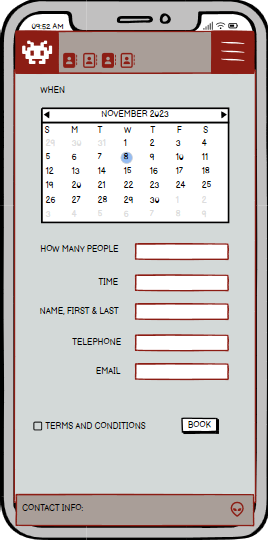 09:52 AM
WHEN
NOVEMBER 2023
S M T W T F S
29 30 31 1 2 3 4
5 6 7 8 9 10 11
12 13 14 15 16 17 18
19 20 21 22 23 24 25
26 27 28 29 30 1 2
3 4 5 6 7 8 9
HOW MANY PEOPLE
TIME
NAME, FIRST & LAST
TELEPHONE
EMAIL
TERMS AND CONDITIONS BOOK
CONTACT INFO: